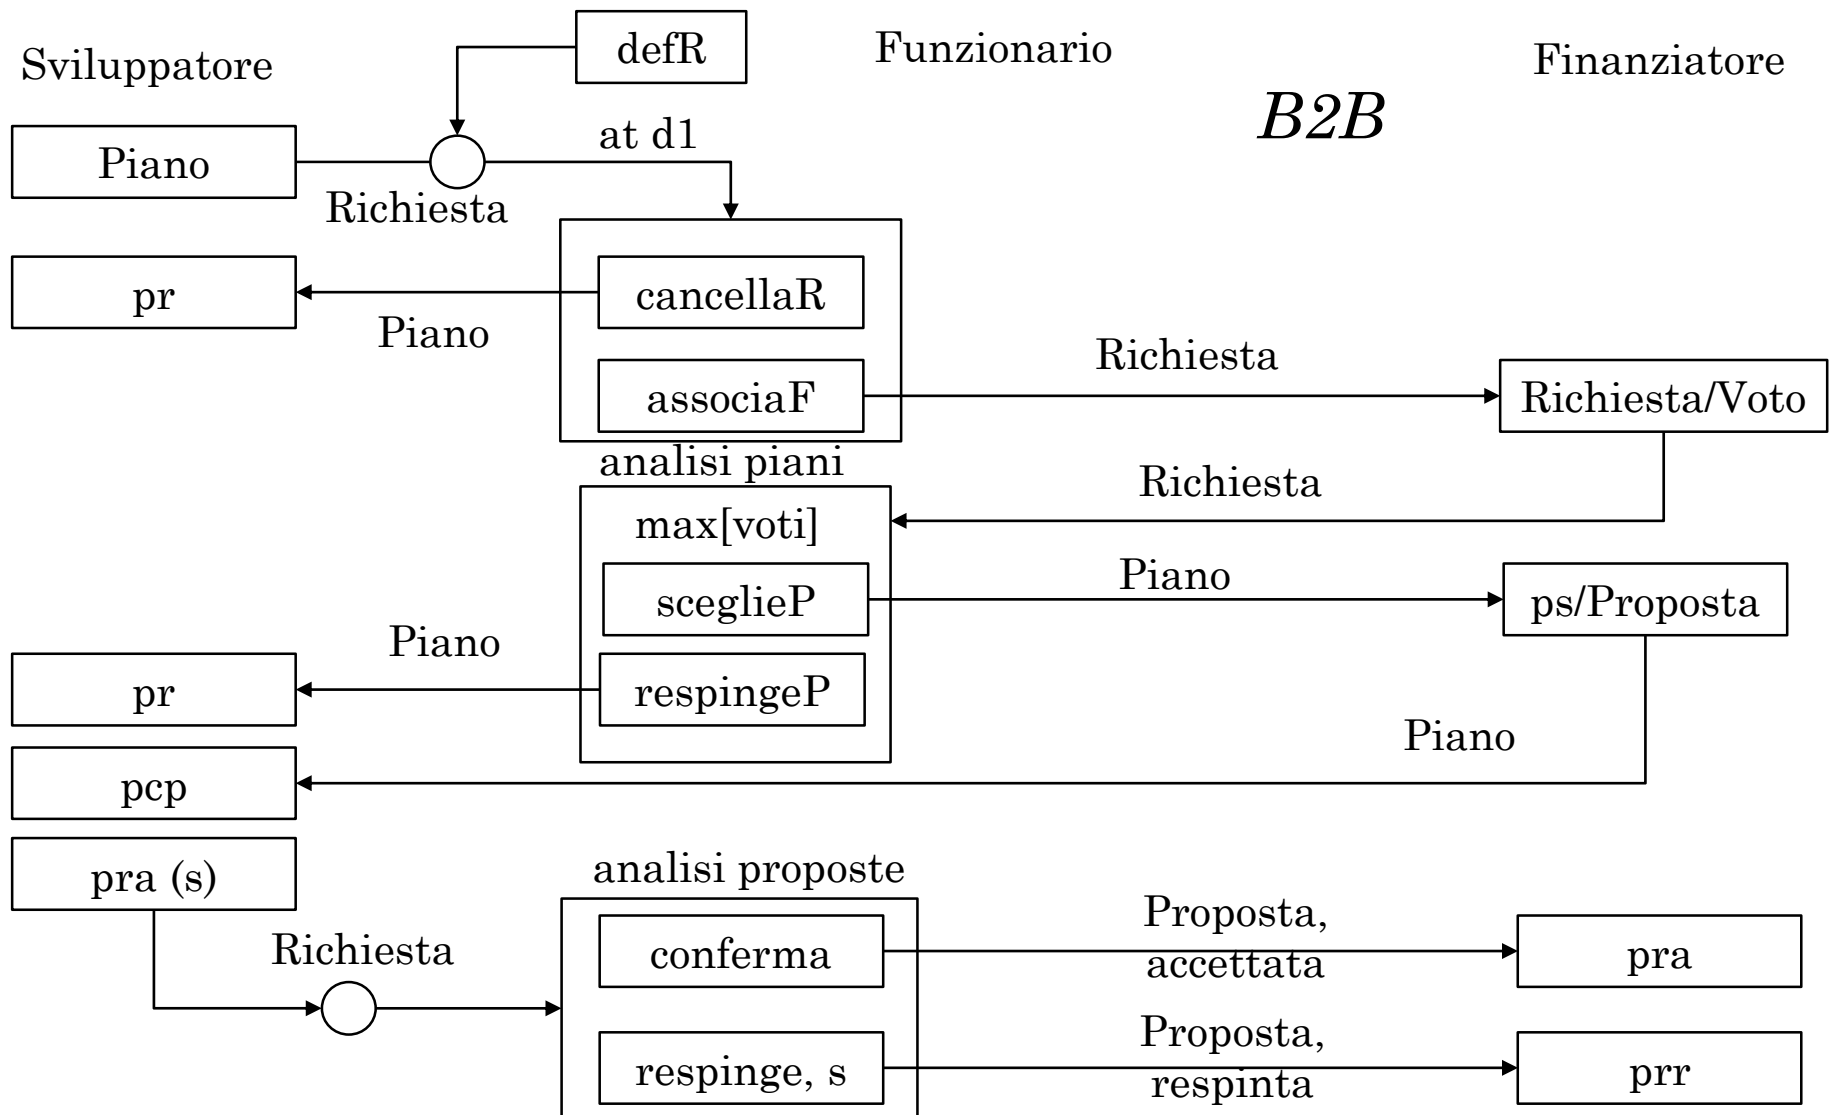 Sviluppatore
defR
Funzionario
Finanziatore
B2B
Piano
at d1
Richiesta
pr
cancellaR
Piano
associaF
Richiesta
Richiesta/Voto
analisi piani
Richiesta
max[voti]
sceglieP
Piano
ps/Proposta
Piano
pr
respingeP
Piano
pcp
pra (s)
analisi proposte
Richiesta
conferma
Proposta,
accettata
pra
respinge, s
Proposta,
respinta
prr